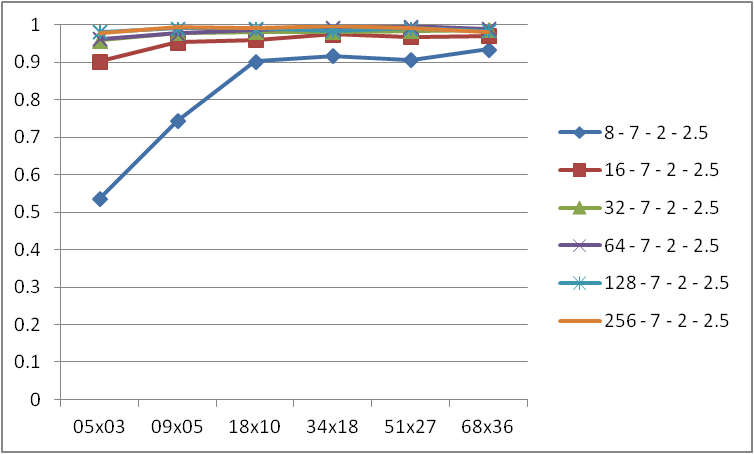 1
0.9
0.8
0.7
0.6
0.5
0.4
0.3
0.2
0.1
0
05x03 09x05 18x10 34x18 51x27 68x36
8 - 7 - 2 - 2.5
16 - 7 - 2 - 2.5
32 - 7 - 2 - 2.5
64 - 7 - 2 - 2.5
128 - 7 - 2 - 2.5
256 - 7 - 2 - 2.5